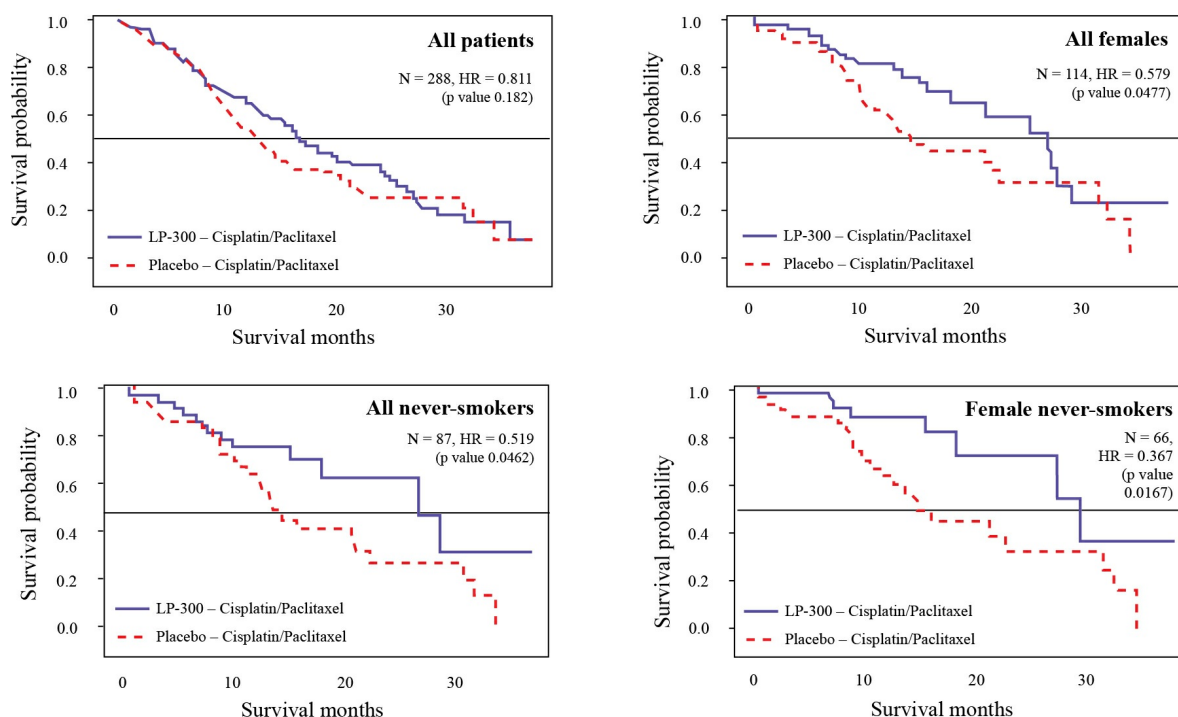 All patients
N = 288, HR = 0.811
(p value 0.182)
Survival probability
1.0
0.8
0.6
0.4
0.2
0.0
LP-300 – Cisplatin/Paclitaxel
Placebo – Cisplatin/Paclitaxel
0 10 20 30
Survival months
All females
N = 114, HR = 0.579
(p value 0.0477)
Survival probability
1.0
0.8
0.6
0.4
0.2
0.0
LP-300 – Cisplatin/Paclitaxel
Placebo – Cisplatin/Paclitaxel
0 10 20 30
Survival months
All never-smokers
N = 87, HR = 0.519
(p value 0.0462)
Survival probability
1.0
0.8
0.6
0.4
0.2
0.0
LP-300 – Cisplatin/Paclitaxel
Placebo – Cisplatin/Paclitaxel
0 10 20 30
Survival months
Female never-smokers
N = 66,
HR = 0.367
(p value
0.0167)
Survival probability
1.0
0.8
0.6
0.4
0.2
0.0
LP-300 – Cisplatin/Paclitaxel
Placebo – Cisplatin/Paclitaxel
0 10 20 30
Survival months